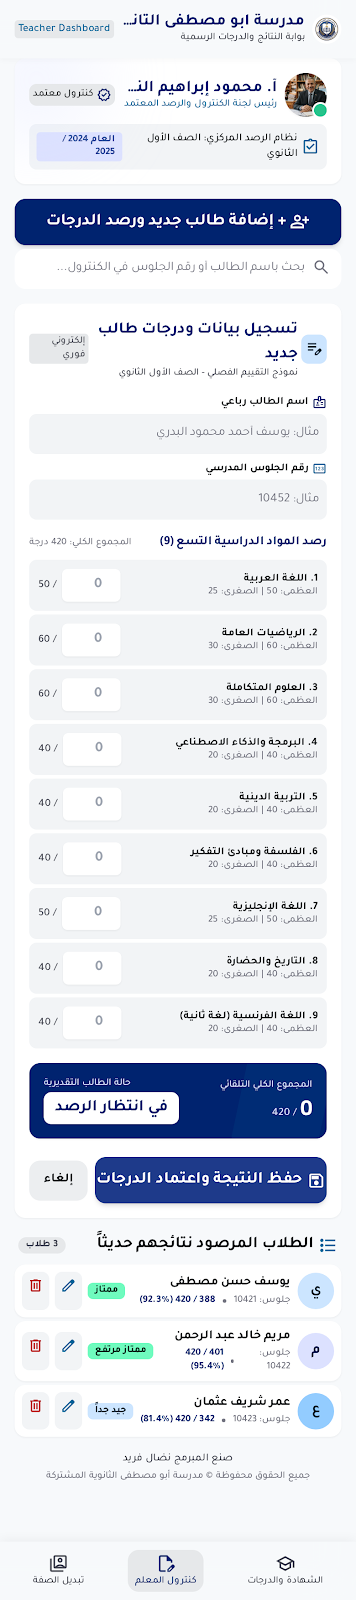 مدرسة أبو مصطفى الثان...
بوابة النتائج والدرجات الرسمية
Teacher Dashboard
أ. محمود إبراهيم الن...
رئيس لجنة الكنترول والرصد المعتمد
كنترول معتمد
نظام الرصد المركزي: الصف الأول الثانوي
العام 2024 / 2025
+ إضافة طالب جديد ورصد الدرجات
بحث باسم الطالب أو رقم الجلوس في الكنترول...
تسجيل بيانات ودرجات طالب جديد
إلكتروني فوري
نموذج التقييم الفصلي - الصف الأول الثانوي
اسم الطالب رباعي
مثال: يوسف أحمد محمود البدري
رقم الجلوس المدرسي
مثال: 10452
رصد المواد الدراسية التسع (9)
المجموع الكلي: 420 درجة
1. اللغة العربية
العظمى: 50 | الصغرى: 25
0
/ 50
2. الرياضيات العامة
العظمى: 60 | الصغرى: 30
0
/ 60
3. العلوم المتكاملة
العظمى: 60 | الصغرى: 30
0
/ 60
4. البرمجة والذكاء الاصطناعي
العظمى: 40 | الصغرى: 20
0
/ 40
5. التربية الدينية
العظمى: 40 | الصغرى: 20
0
/ 40
6. الفلسفة ومبادئ التفكير
العظمى: 40 | الصغرى: 20
0
/ 40
7. اللغة الإنجليزية
العظمى: 50 | الصغرى: 25
0
/ 50
8. التاريخ والحضارة
العظمى: 40 | الصغرى: 20
0
/ 40
9. اللغة الفرنسية (لغة ثانية)
العظمى: 40 | الصغرى: 20
0
/ 40
المجموع الكلي التلقائي
0 / 420
حالة الطالب التقديرية
في انتظار الرصد
حفظ النتيجة واعتماد الدرجات
إلغاء
الطلاب المرصود نتائجهم حديثاً
3 طلاب
ي
يوسف حسن مصطفى
جلوس: 10421 • 388 / 420 (92.3%)
ممتاز
م
مريم خالد عبد الرحمن
جلوس: 10422 • 401 / 420 (95.4%)
ممتاز مرتفع
ع
عمر شريف عثمان
جلوس: 10423 • 342 / 420 (81.4%)
جيد جداً
صنع المبرمج نضال فريد
جميع الحقوق محفوظة © مدرسة أبو مصطفى الثانوية المشتركة
الشهادة والدرجات
كنترول المعلم
تبديل الصفة